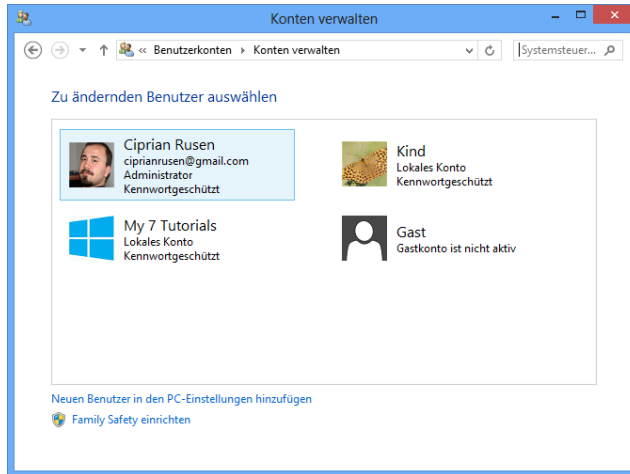 Konten verwalten
« Benutzerkonten Konten verwalten
Systemsteuer...
Zu ändernden Benutzer auswählen
Ciprian Rusen
ciprianrusen@gmail.com
Administrator
Kennwortgeschützt
Kind
Lokales Konto
Kennwortgeschützt
My 7 Tutorials
Lokales Konto
Kennwortgeschützt
Gast
Gastkonto ist nicht aktiv
Neuen Benutzer in den PC-Einstellungen hinzufügen
Family Safety einrichten